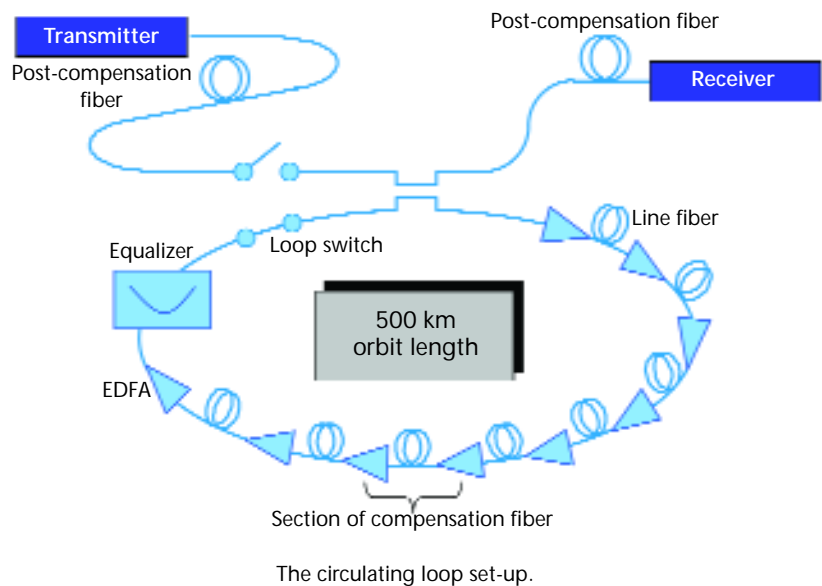 Post-compensation fiber
Transmitter
Post-compensation
fiber
Receiver
Line fiber
Loop switch
Equalizer
500 km
orbit length
EDFA
Section of compensation fiber
The circulating loop set-up.